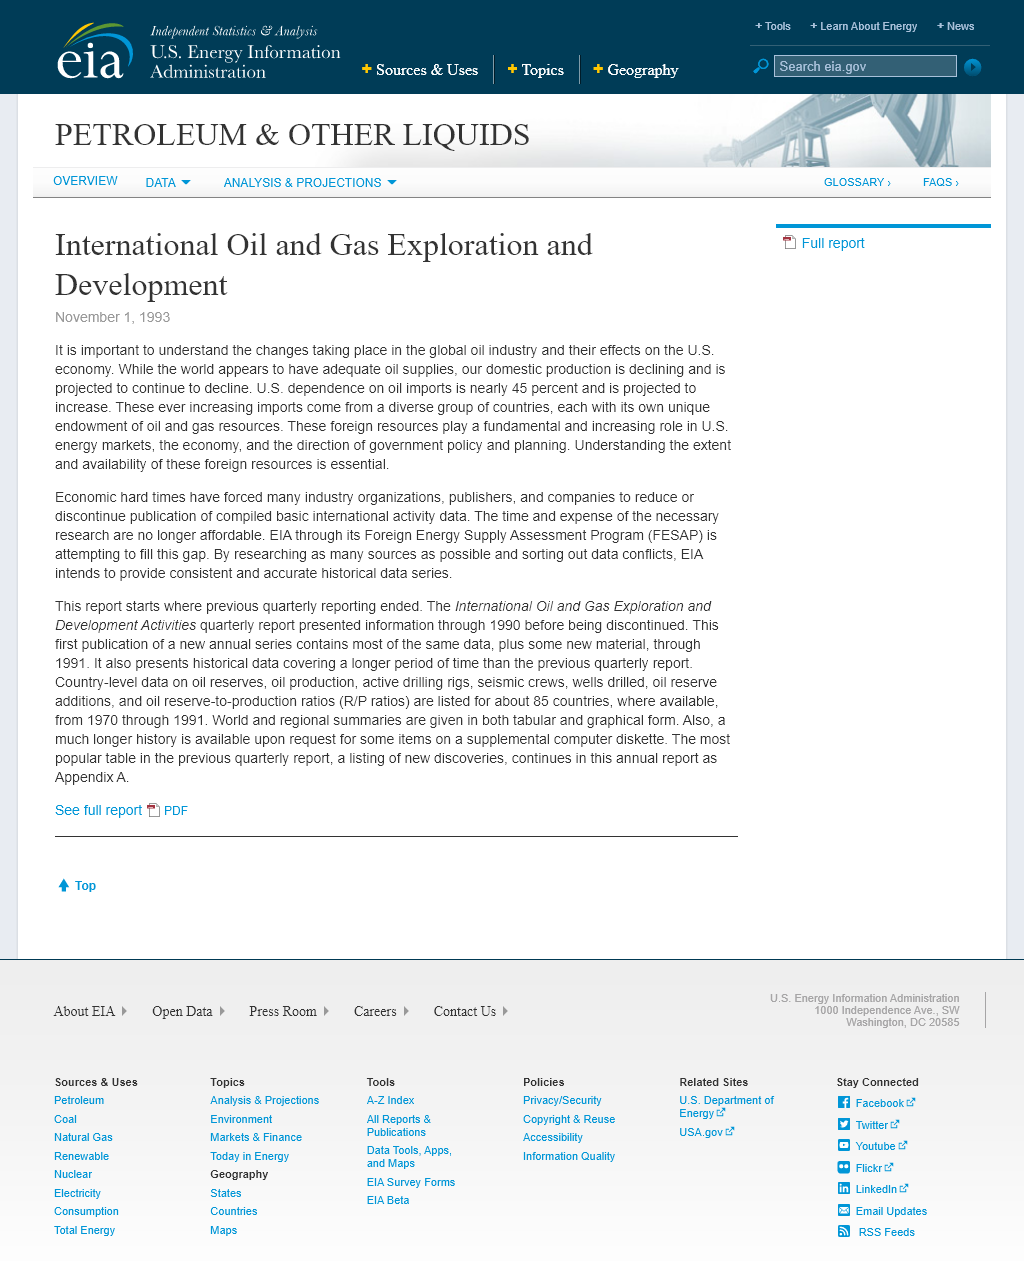 Tools
Learn About Energy
News
eia
Independent Statistics & Analysis
U.S. Energy Information
Administration
Sources & Uses
Topics
Geography
Search eia.gov
PETROLEUM & OTHER LIQUIDS
OVERVIEW
DATA
ANALYSIS & PROJECTIONS
GLOSSARY ›
FAQS ›
International Oil and Gas Exploration and
Development
November 1, 1993
Full report
It is important to understand the changes taking place in the global oil industry and their effects on the U.S.
economy. While the world appears to have adequate oil supplies, our domestic production is declining and is
projected to continue to decline. U.S. dependence on oil imports is nearly 45 percent and is projected to
increase. These ever increasing imports come from a diverse group of countries, each with its own unique
endowment of oil and gas resources. These foreign resources play a fundamental and increasing role in U.S.
energy markets, the economy, and the direction of government policy and planning. Understanding the extent
and availability of these foreign resources is essential.
Economic hard times have forced many industry organizations, publishers, and companies to reduce or
discontinue publication of compiled basic international activity data. The time and expense of the necessary
research are no longer affordable. EIA through its Foreign Energy Supply Assessment Program (FESAP) is
attempting to fill this gap. By researching as many sources as possible and sorting out data conflicts, EIA
intends to provide consistent and accurate historical data series.
This report starts where previous quarterly reporting ended. The International Oil and Gas Exploration and
Development Activities quarterly report presented information through 1990 before being discontinued. This
first publication of a new annual series contains most of the same data, plus some new material, through
1991. It also presents historical data covering a longer period of time than the previous quarterly report.
Country-level data on oil reserves, oil production, active drilling rigs, seismic crews, wells drilled, oil reserve
additions, and oil reserve-to-production ratios (R/P ratios) are listed for about 85 countries, where available,
from 1970 through 1991. World and regional summaries are given in both tabular and graphical form. Also, a
much longer history is available upon request for some items on a supplemental computer diskette. The most
popular table in the previous quarterly report, a listing of new discoveries, continues in this annual report as
Appendix A.
See full report PDF
Top
About EIA
Open Data
Press Room
Careers
Contact Us
U.S. Energy Information Administration
1000 Independence Ave., SW
Washington, DC 20585
Sources & Uses
Petroleum
Coal
Natural Gas
Renewable
Nuclear
Electricity
Consumption
Total Energy
Topics
Analysis & Projections
Environment
Markets & Finance
Today in Energy
Geography
States
Countries
Maps
Tools
A-Z Index
All Reports &
Publications
Data Tools, Apps,
and Maps
EIA Survey Forms
EIA Beta
Policies
Privacy/Security
Copyright & Reuse
Accessibility
Information Quality
Related Sites
U.S. Department of
Energy
USA.gov
Stay Connected
Facebook
Twitter
Youtube
Flickr
LinkedIn
Email Updates
RSS Feeds